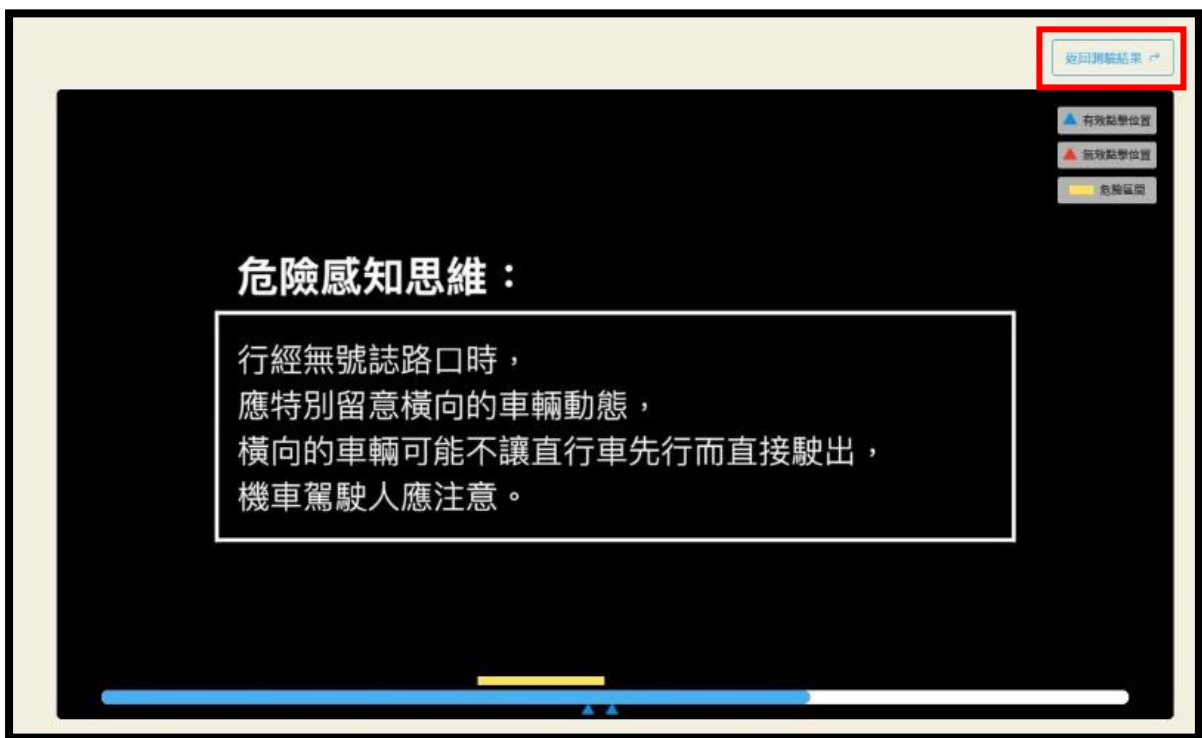 返回測驗結果
有效點擊位置
無效點擊位置
危險區間
危險感知思維：
行經無號誌路口時，
應特別留意橫向的車輛動態，
橫向的車輛可能不讓直行車先行而直接駛出，
機車駕駛人應注意。